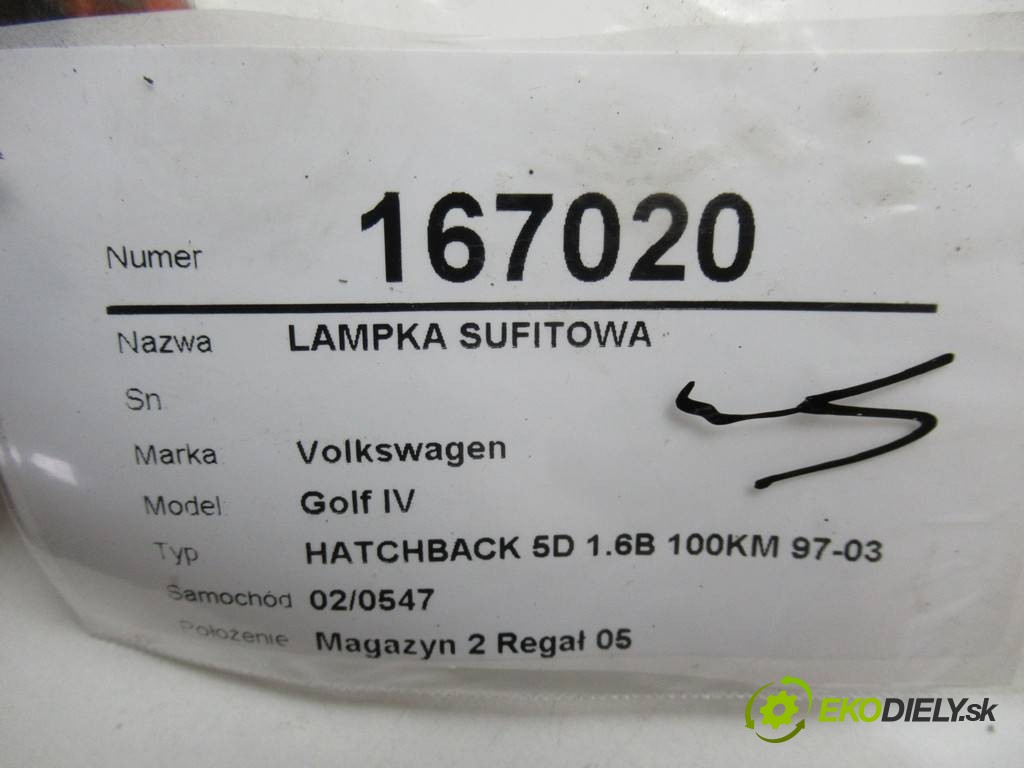 Numer 167020
Nazwa LAMPKA SUFITOWA
Sn
Marka Volkswagen
Model Golf IV
Typ HATCHBACK 5D 1.6B 100KM 97-03
Samochód 02/0547
Położenie Magazyn 2 Regał 05
EKODIELY.sk